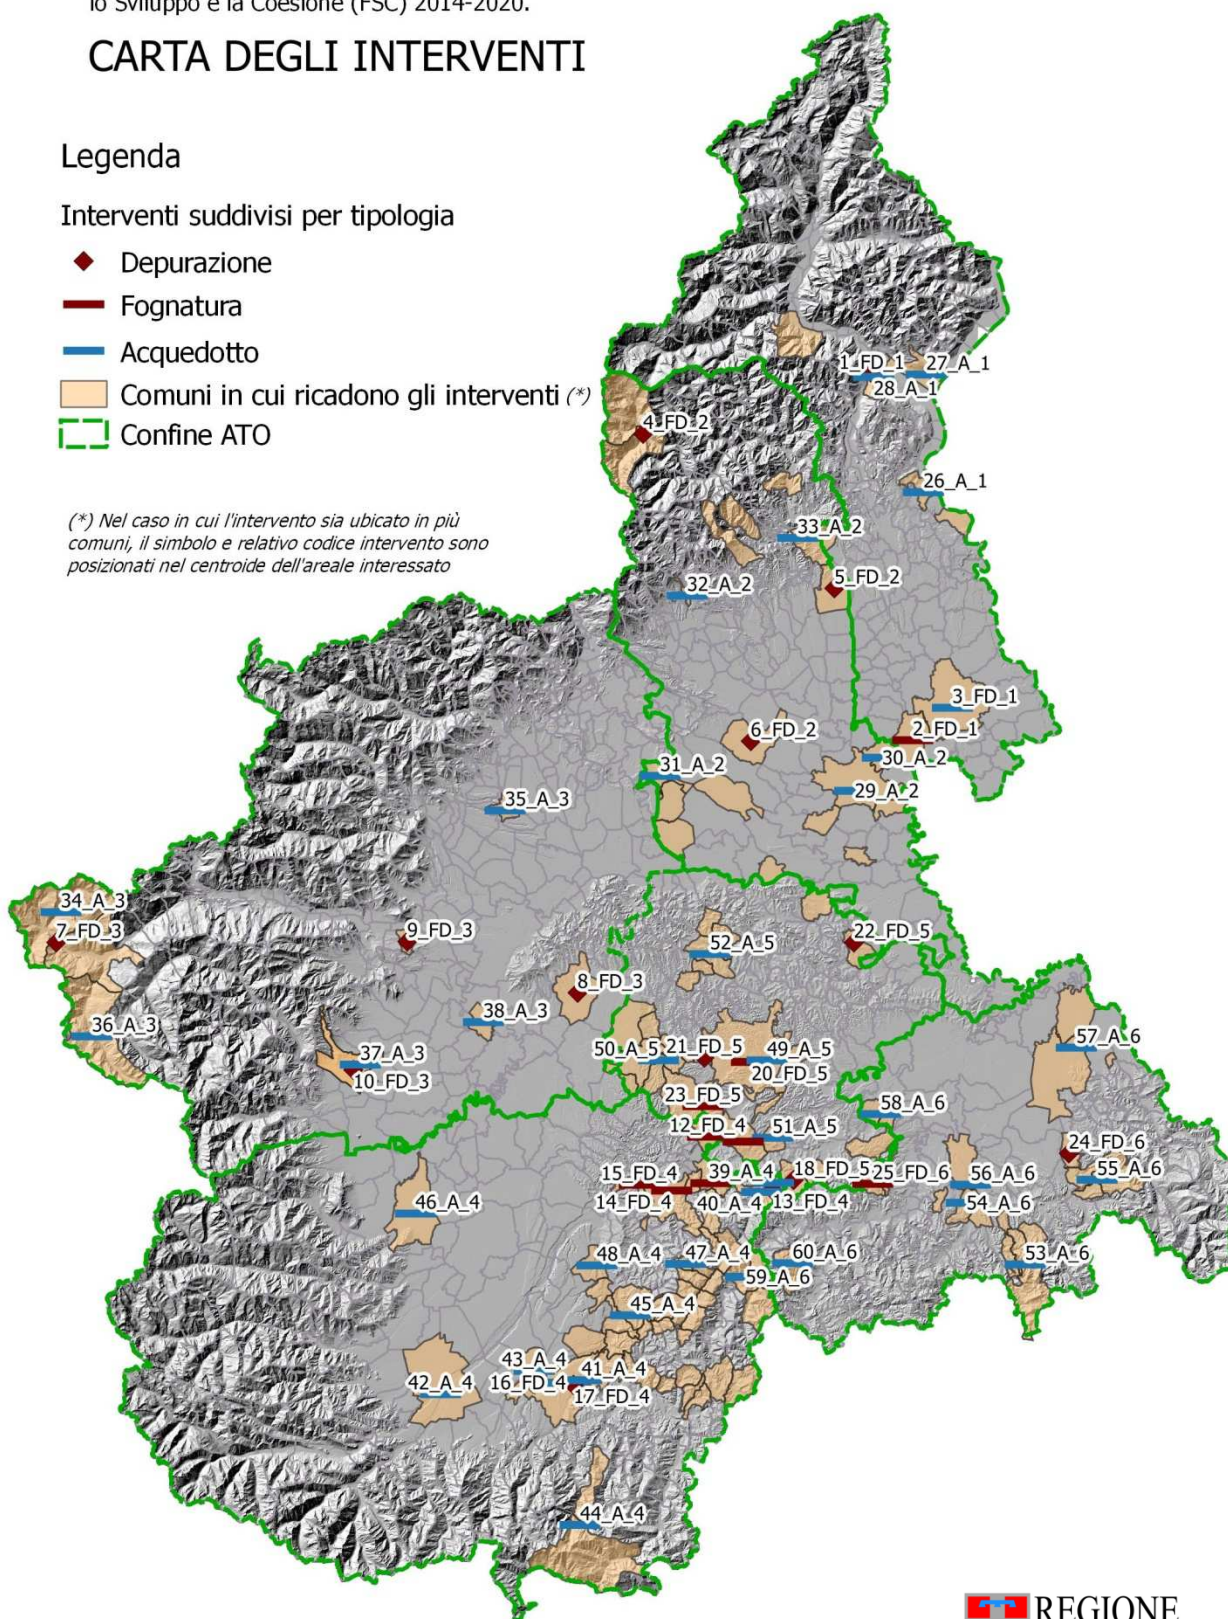 lo Sviluppo e la Coesione (FSC) 2014-2020.
CARTA DEGLI INTERVENTI
Legenda
Interventi suddivisi per tipologia
Depurazione
Fognatura
Acquedotto
Comuni in cui ricadono gli interventi (*)
Confine ATO
(*) Nel caso in cui l'intervento sia ubicato in più
comuni, il simbolo e relativo codice intervento sono
posizionati nel centroide dell'areale interessato
1_FD_1
27_A_1
28_A_1
4_FD_2
26_A_1
33_A_2
5_FD_2
32_A_2
3_FD_1
6_FD_2
2_FD_1
30_A_2
31_A_2
29_A_2
35_A_3
34_A_3
7_FD_3
9_FD_3
22_FD_5
52_A_5
8_FD_3
38_A_3
36_A_3
57_A_6
37_A_3
50_A_5
21_FD_5
49_A_5
10_FD_3
20_FD_5
23_FD_5
58_A_6
12_FD_4
51_A_5
24_FD_6
15_FD_4
39_A_4
18_FD_5
25_FD_6
56_A_6
55_A_6
14_FD_4
40_A_4
13_FD_4
54_A_6
46_A_4
48_A_4
47_A_4
60_A_6
53_A_6
59_A_6
45_A_4
43_A_4
41_A_4
42_A_4
16_FD_4
17_FD_4
44_A_4
REGIONE